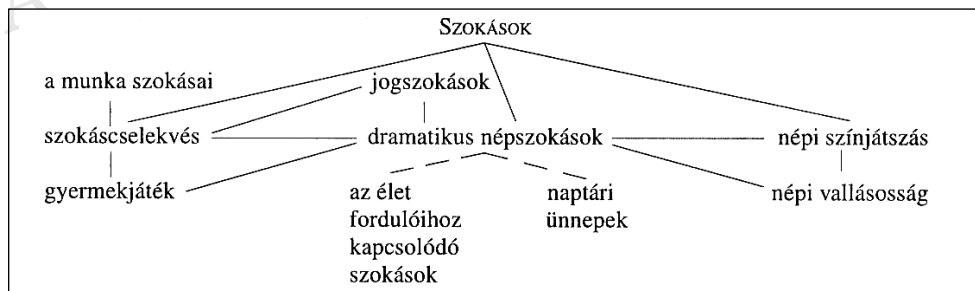 SZOKÁSOK
a munka szokásai jogszokások
szokáscselekvés dramatikus népszokások népi színjátszás
gyermekjáték az élet naptári népi vallásosság
fordulóihoz ünnepek
kapcsolódó
szokások